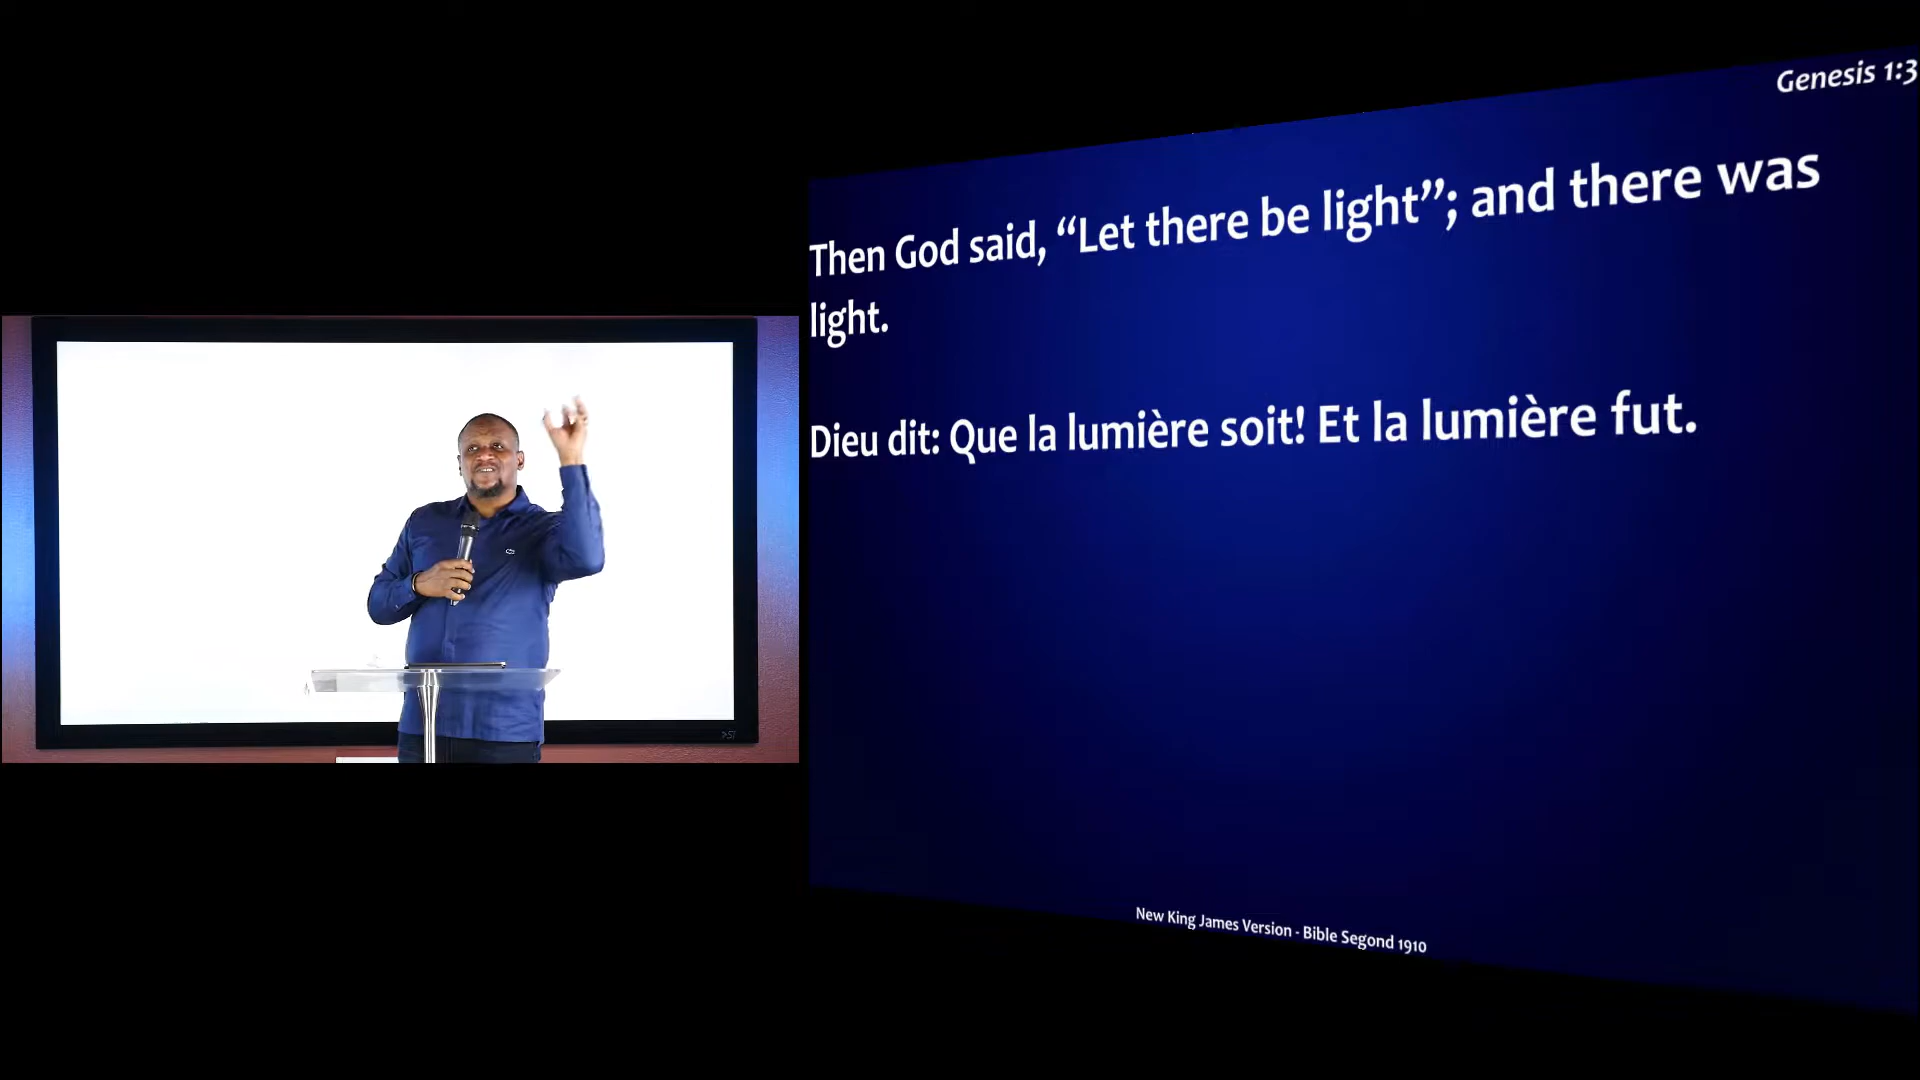 Genesis 1:3
Then God said, “Let there be light”; and there was
light.
Dieu dit: Que la lumière soit! Et la lumière fut.
New King James Version - Bible Segond 1910